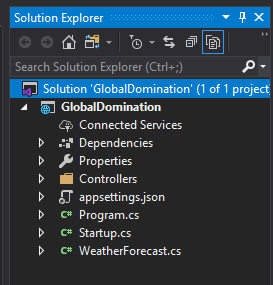 Solution Explorer
Search Solution Explorer (Ctrl+;)
Solution 'GlobalDomination' (1 of 1 project
GlobalDomination
Connected Services
Dependencies
Properties
Controllers
appsettings.json
C# Program.cs
C# Startup.cs
C# WeatherForecast.cs